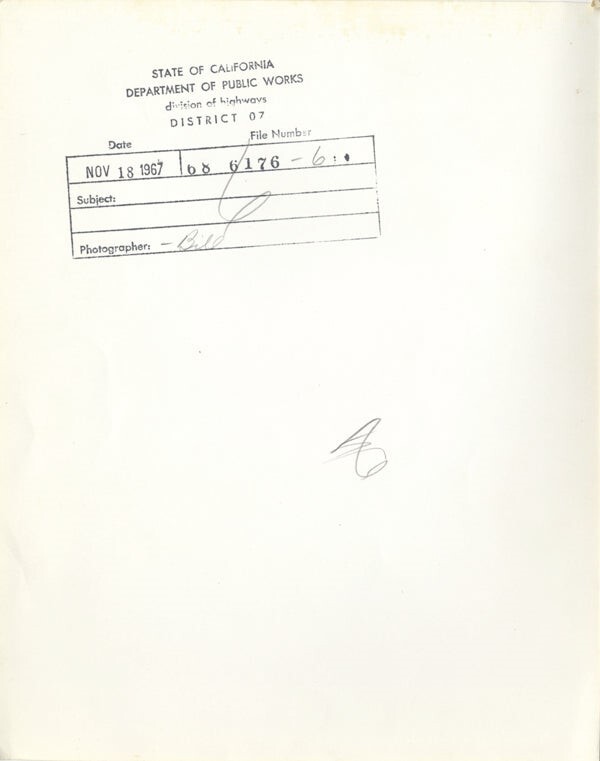 STATE OF CALIFORNIA
DEPARTMENT OF PUBLIC WORKS
division of highways
DISTRICT 07
Date File Number
NOV 18 1967 68 6176 - 6
Subject:
Photographer: - Bill